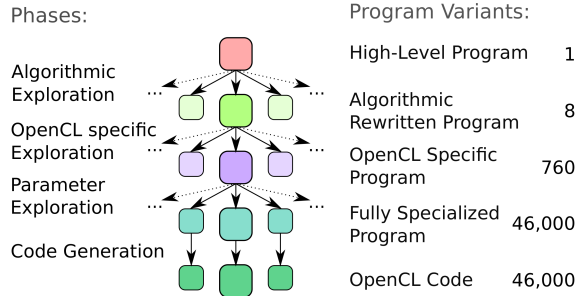 Phases:
Program Variants:
High-Level Program 1
Algorithmic
Exploration
... ...
Algorithmic
Rewritten Program 8
OpenCL specific
Exploration
... ...
OpenCL Specific
Program 760
Parameter
Exploration
... ...
Fully Specialized
Program 46,000
Code Generation
OpenCL Code 46,000